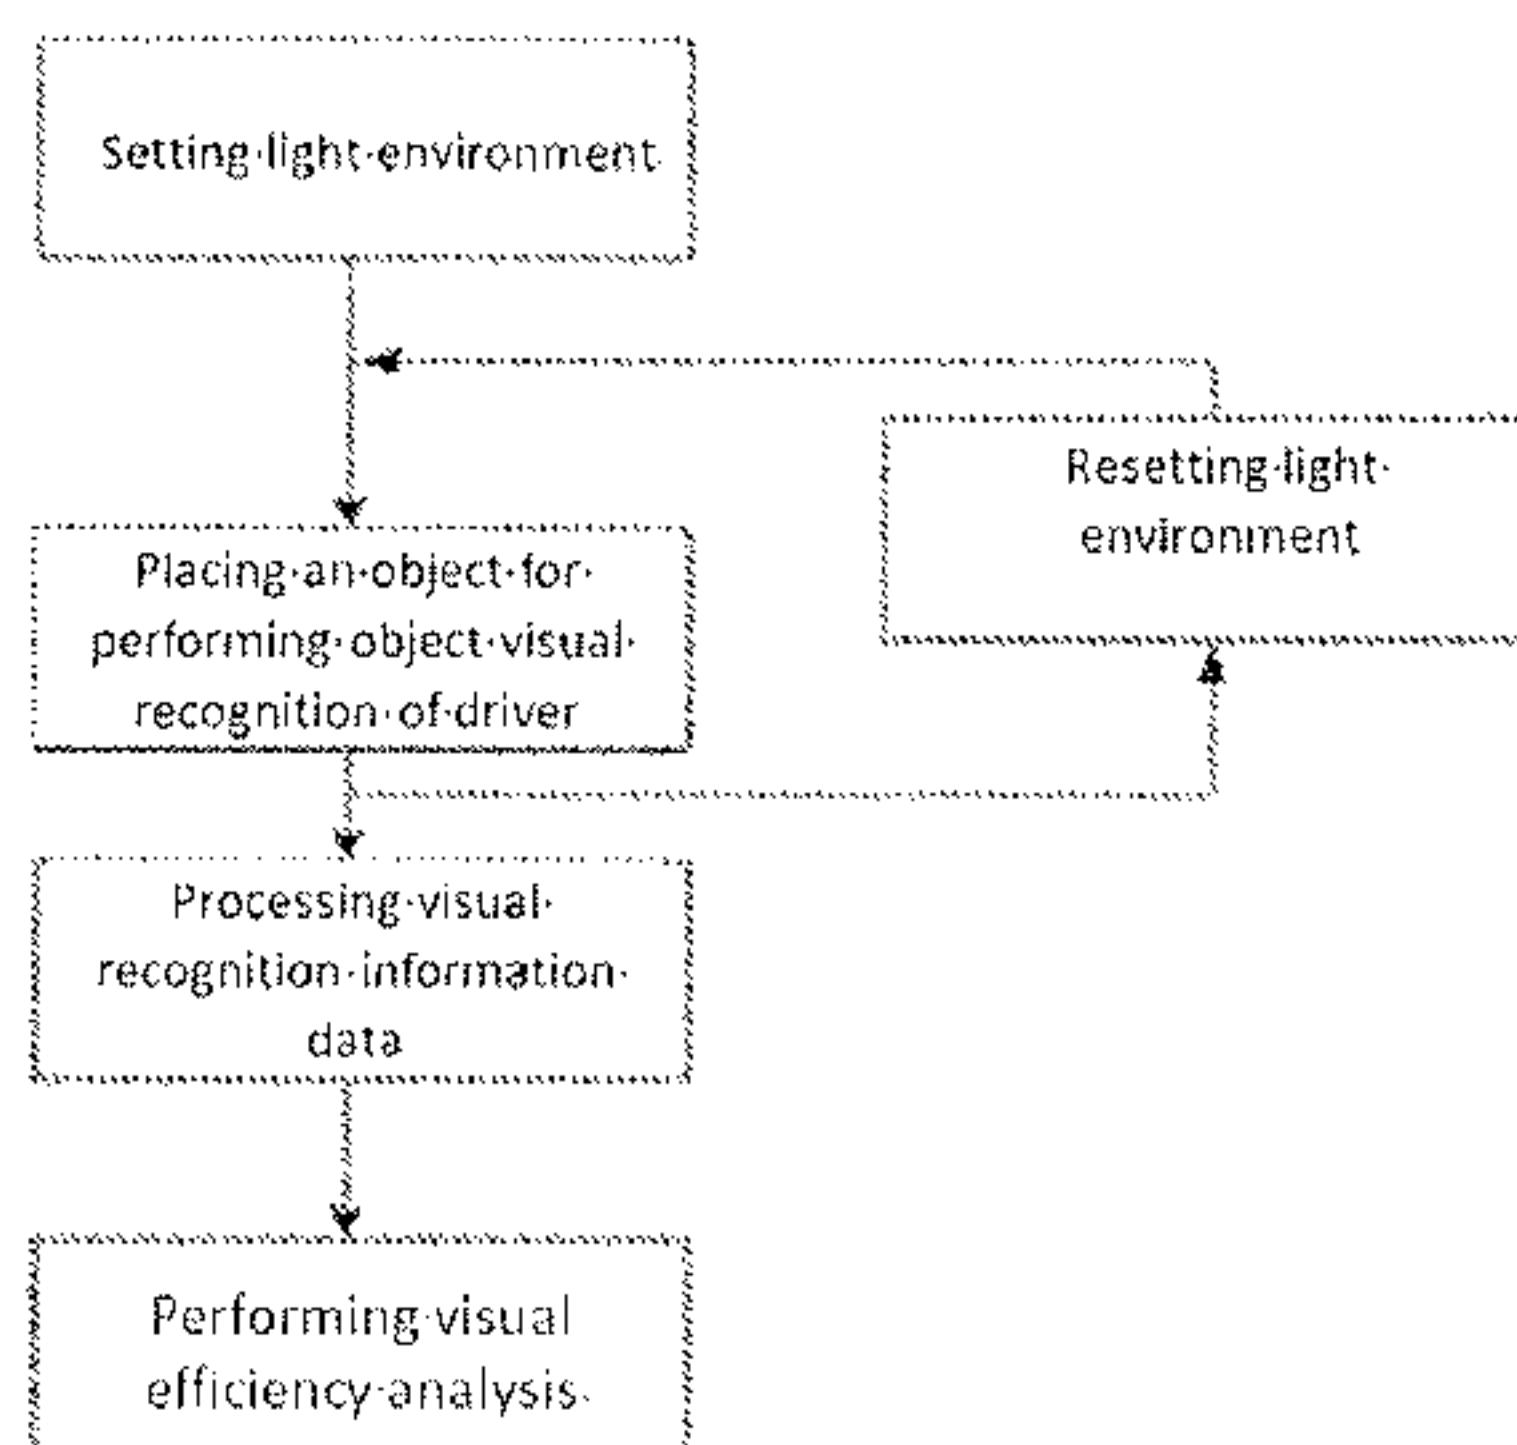 Setting light environment
Resetting light
environment
Placing an object for
performing object visual
recognition of driver
Processing visual
recognition information
data
Performing visual
efficiency analysis